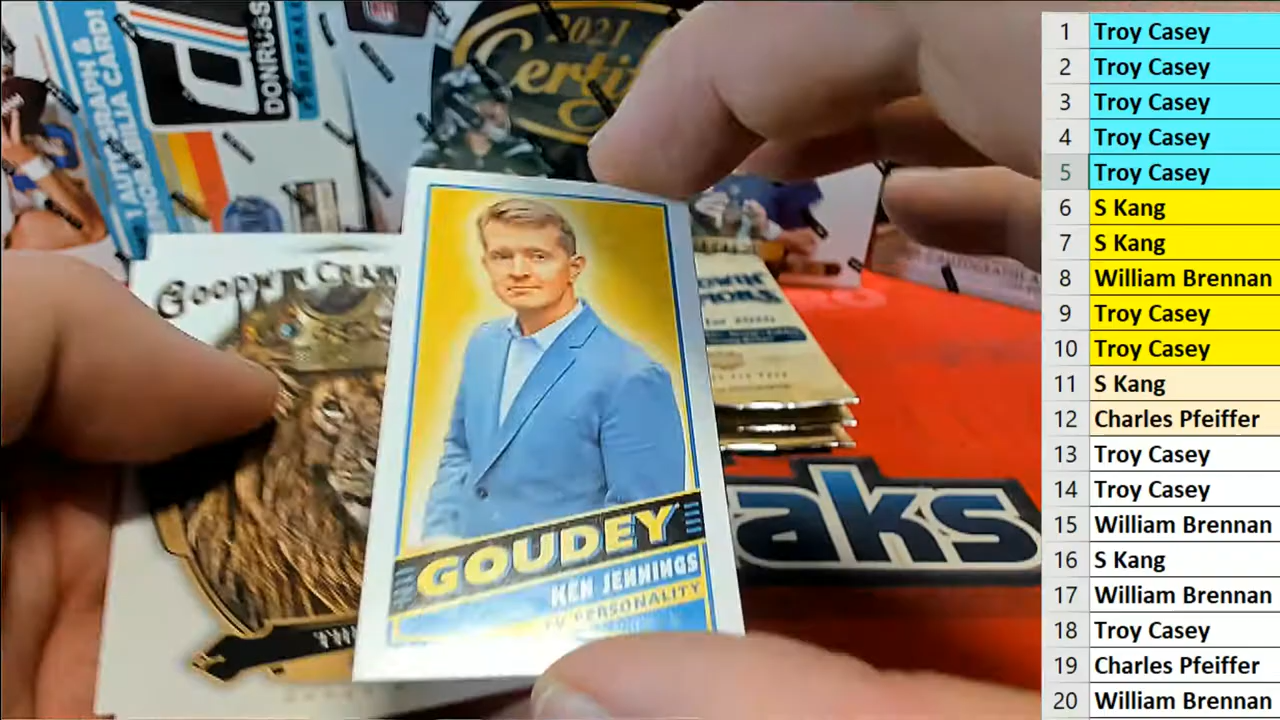 1 AUTOGRAPH &
MEMORABILIA CARD!
DONRUSS
2021
GOODWIN CHAM
GOUDEY
KEN JENNINGS
TV PERSONALITY
aks
1 Troy Casey
2 Troy Casey
3 Troy Casey
4 Troy Casey
5 Troy Casey
6 S Kang
7 S Kang
8 William Brennan
9 Troy Casey
10 Troy Casey
11 S Kang
12 Charles Pfeiffer
13 Troy Casey
14 Troy Casey
15 William Brennan
16 S Kang
17 William Brennan
18 Troy Casey
19 Charles Pfeiffer
20 William Brennan